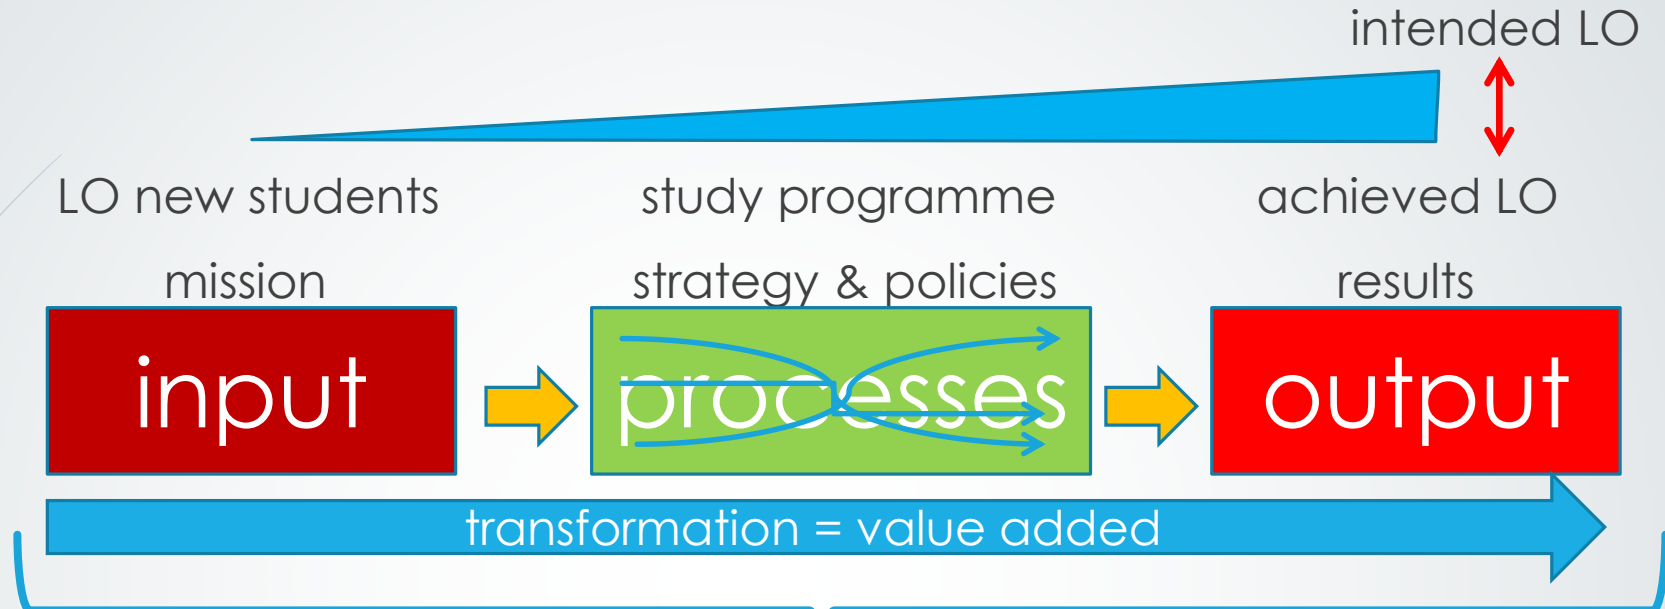 intended LO
LO new students study programme achieved LO
mission strategy & policies results
input processes output
transformation = value added